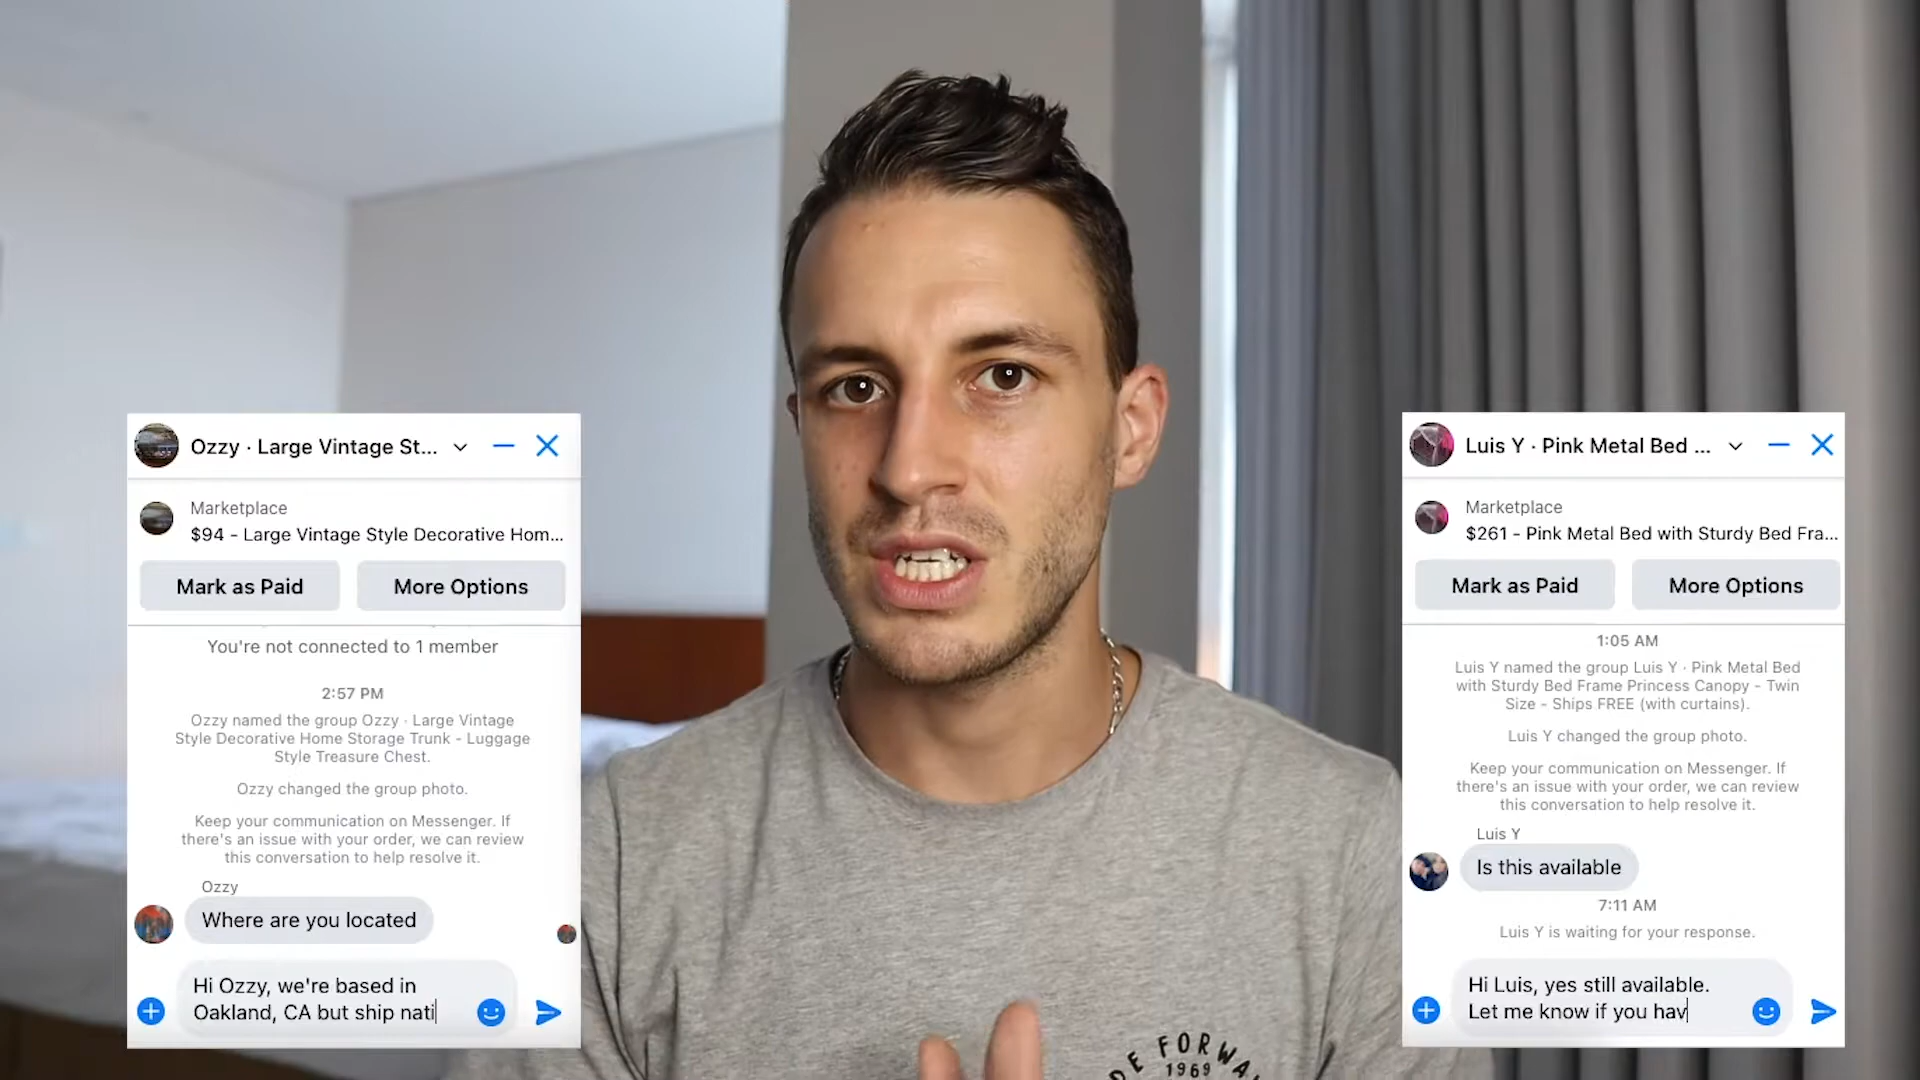 Ozzy · Large Vintage St...
Marketplace
$94 - Large Vintage Style Decorative Hom...
Mark as Paid
More Options
You're not connected to 1 member
2:57 PM
Ozzy named the group Ozzy · Large Vintage
Style Decorative Home Storage Trunk - Luggage
Style Treasure Chest.
Ozzy changed the group photo.
Keep your communication on Messenger. If
there's an issue with your order, we can review
this conversation to help resolve it.
Ozzy
Where are you located
Hi Ozzy, we're based in
Oakland, CA but ship nati
Luis Y · Pink Metal Bed ...
Marketplace
$261 - Pink Metal Bed with Sturdy Bed Fra...
Mark as Paid
More Options
1:05 AM
Luis Y named the group Luis Y · Pink Metal Bed
with Sturdy Bed Frame Princess Canopy - Twin
Size - Ships FREE (with curtains).
Luis Y changed the group photo.
Keep your communication on Messenger. If
there's an issue with your order, we can review
this conversation to help resolve it.
Luis Y
Is this available
7:11 AM
Luis Y is waiting for your response.
Hi Luis, yes still available.
Let me know if you hav
1969